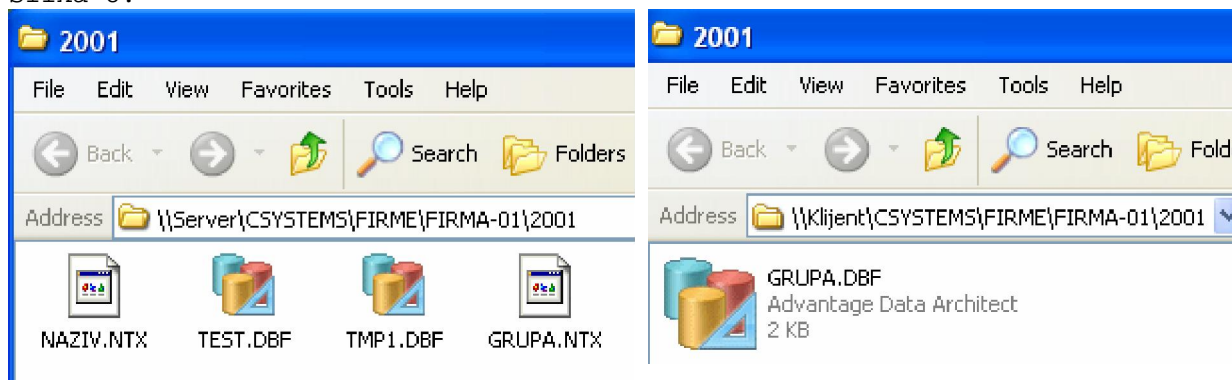 2001
File Edit View Favorites Tools Help
Back Search Folders
Address \\Server\CSYSTEMS\FIRME\FIRMA-01\2001
NAZIV.NTX TEST.DBF TMP1.DBF GRUPA.NTX
2001
File Edit View Favorites Tools Help
Back Search Fold
Address \\Klijent\CSYSTEMS\FIRME\FIRMA-01\2001
GRUPA.DBF
Advantage Data Architect
2 KB